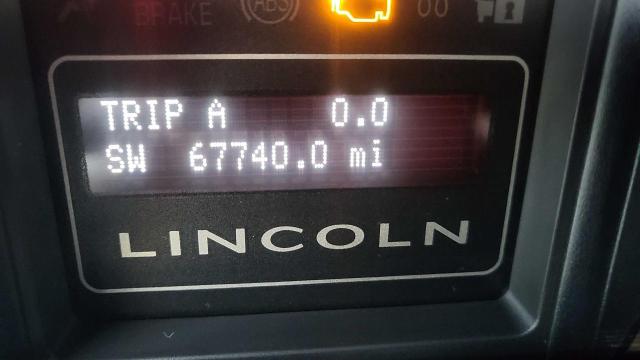 BRAKE
ABS
TRIP A 0.0
SW 67740.0 mi
LINCOLN